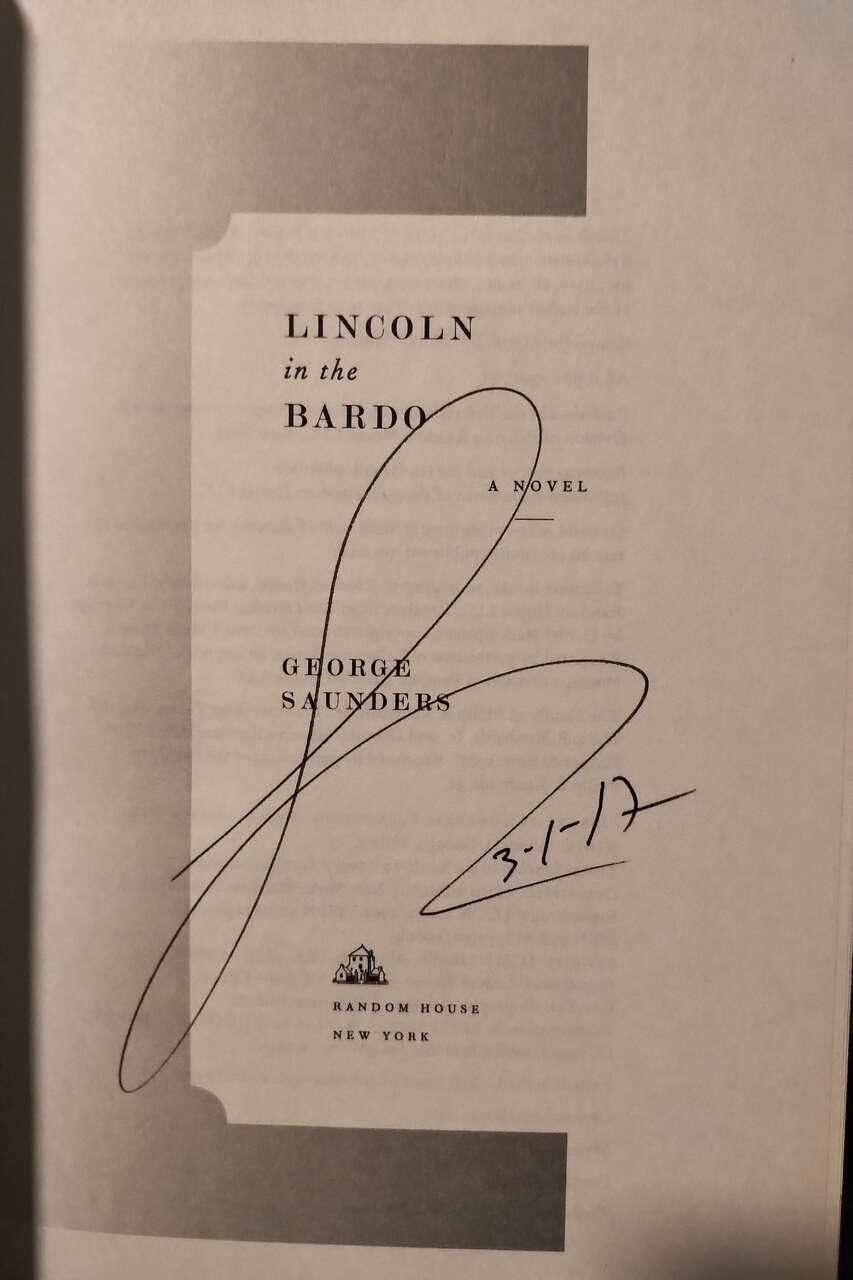 LINCOLN
in the
BARDO
A NOVEL
GEORGE
SAUNDERS
3-1-17
RANDOM HOUSE
NEW YORK